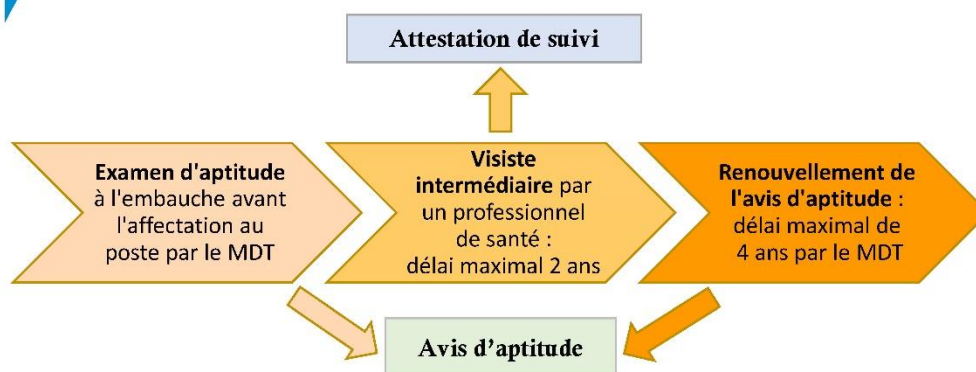 Attestation de suivi
Examen d'aptitude
à l'embauche avant
l'affectation au
poste par le MDT
Visiste
intermédiaire par
un professionnel
de santé :
délai maximal 2 ans
Renouvellement de
l'avis d'aptitude :
délai maximal de
4 ans par le MDT
Avis d'aptitude